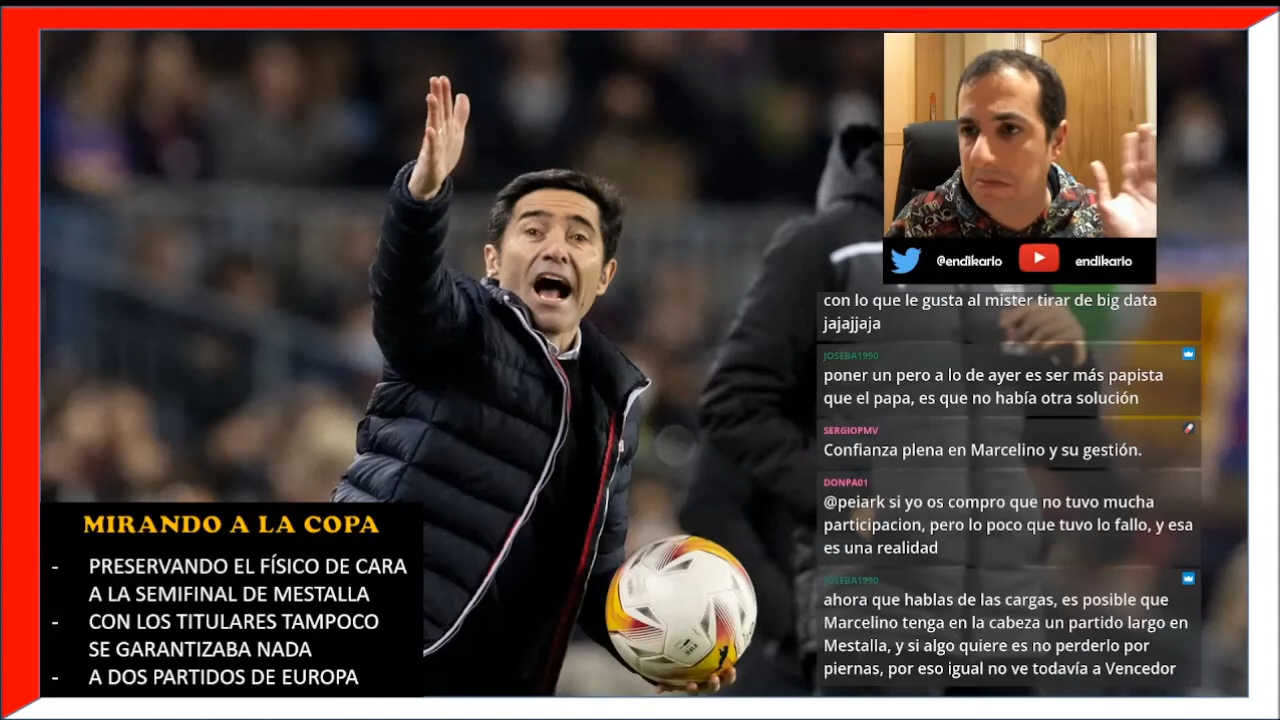 @endikario
endikario
con lo que le gusta al mister tirar de big data
jajajjaja
JOSEBA1990
poner un pero a lo de ayer es ser más papista
que el papa, es que no había otra solución
SERGIOPMV
Confianza plena en Marcelino y su gestión.
DONPA01
@peiark si yo os compro que no tuvo mucha
participacion, pero lo poco que tuvo lo fallo, y esa
es una realidad
JOSEBA1990
ahora que hablas de las cargas, es posible que
Marcelino tenga en la cabeza un partido largo en
Mestalla, y si algo quiere es no perderlo por
piernas, por eso igual no ve todavía a Vencedor
MIRANDO A LA COPA
- PRESERVANDO EL FÍSICO DE CARA
A LA SEMIFINAL DE MESTALLA
- CON LOS TITULARES TAMPOCO
SE GARANTIZABA NADA
- A DOS PARTIDOS DE EUROPA